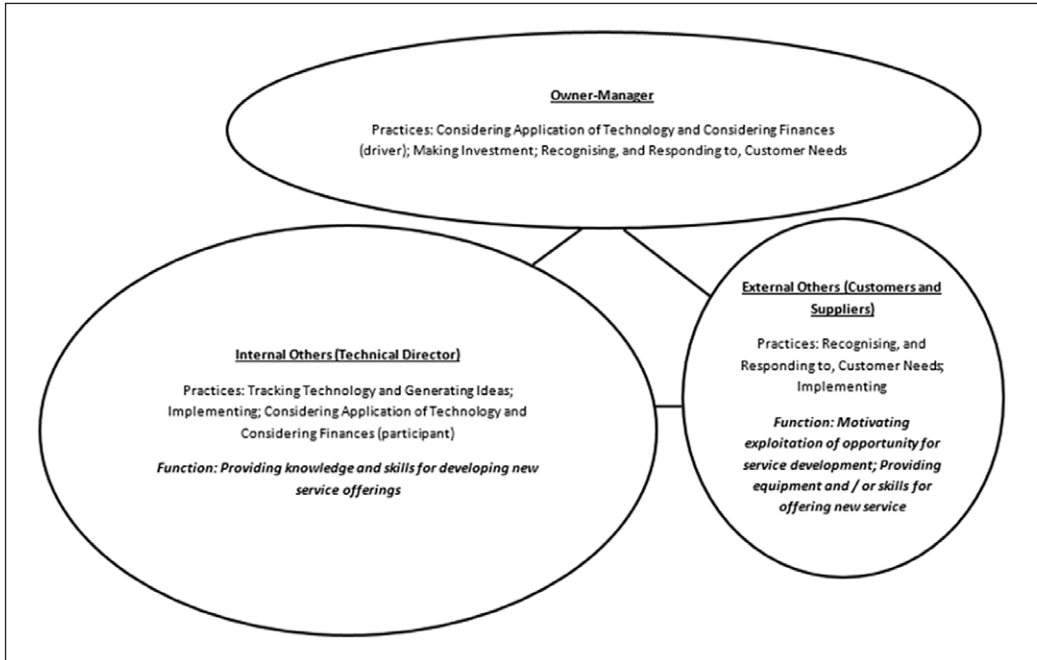 Owner-Manager
Practices: Considering Application of Technology and Considering Finances
(driver); Making Investment; Recognising, and Responding to, Customer Needs
Internal Others (Technical Director)
Practices: Tracking Technology and Generating Ideas;
Implementing; Considering Application of Technology and
Considering Finances (participant)
Function: Providing knowledge and skills for developing new
service offerings
External Others (Customers and
Suppliers)
Practices: Recognising, and
Responding to, Customer Needs;
Implementing
Function: Motivating
exploitation of opportunity for
service development; Providing
equipment and / or skills for
offering new service